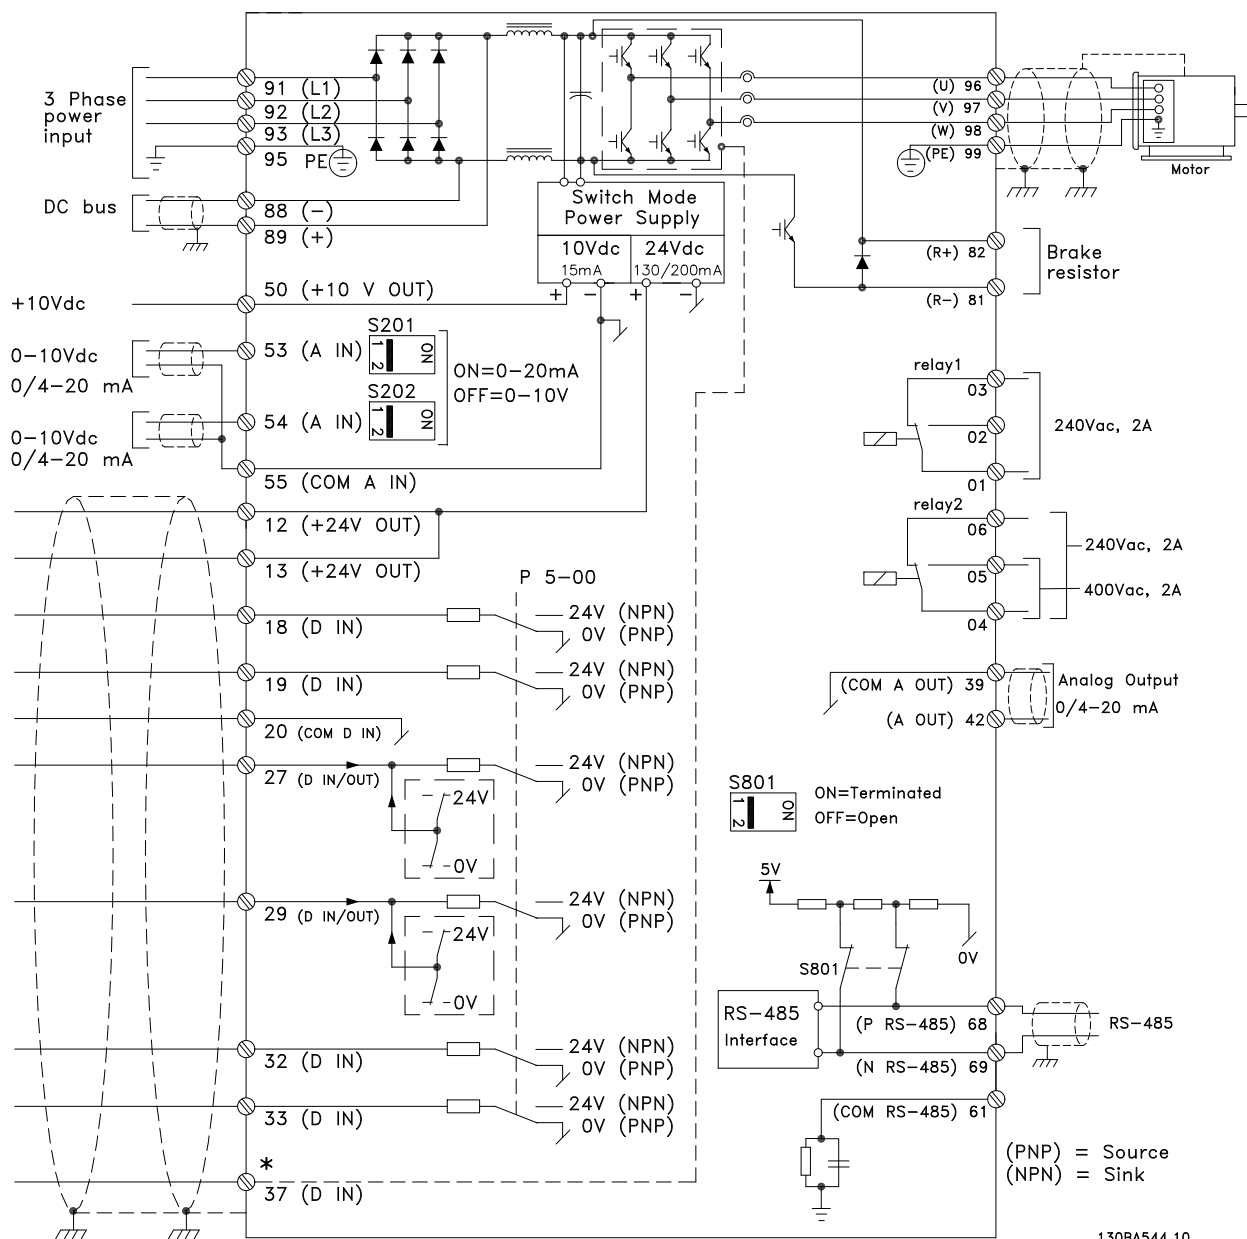 3 Phase
power
input
91 (L1)
92 (L2)
93 (L3)
95 PE
DC bus
88 (-)
89 (+)
Switch Mode
Power Supply
10Vdc
15mA
24Vdc
130/200mA
+ - + -
(U) 96
(V) 97
(W) 98
(PE) 99
Motor
(R+) 82
(R-) 81
Brake
resistor
+10Vdc
50 (+10 V OUT)
S201
0-10Vdc
0/4-20 mA
53 (A IN)
1 2
ON
ON=0-20mA
OFF=0-10V
S202
0-10Vdc
0/4-20 mA
54 (A IN)
1 2
ON
55 (COM A IN)
12 (+24V OUT)
13 (+24V OUT)
relay1
03
02
01
240Vac, 2A
relay2
06
05
04
240Vac, 2A
400Vac, 2A
P 5-00
18 (D IN)
24V (NPN)
0V (PNP)
19 (D IN)
24V (NPN)
0V (PNP)
20 (COM D IN)
27 (D IN/OUT)
24V (NPN)
0V (PNP)
24V
0V
29 (D IN/OUT)
24V (NPN)
0V (PNP)
24V
0V
32 (D IN)
24V (NPN)
0V (PNP)
33 (D IN)
24V (NPN)
0V (PNP)
*
37 (D IN)
(COM A OUT) 39
(A OUT) 42
Analog Output
0/4-20 mA
S801
1 2
ON
ON=Terminated
OFF=Open
5V
S801
0V
RS-485
Interface
(P RS-485) 68
(N RS-485) 69
RS-485
(COM RS-485) 61
(PNP) = Source
(NPN) = Sink
130BA544.10